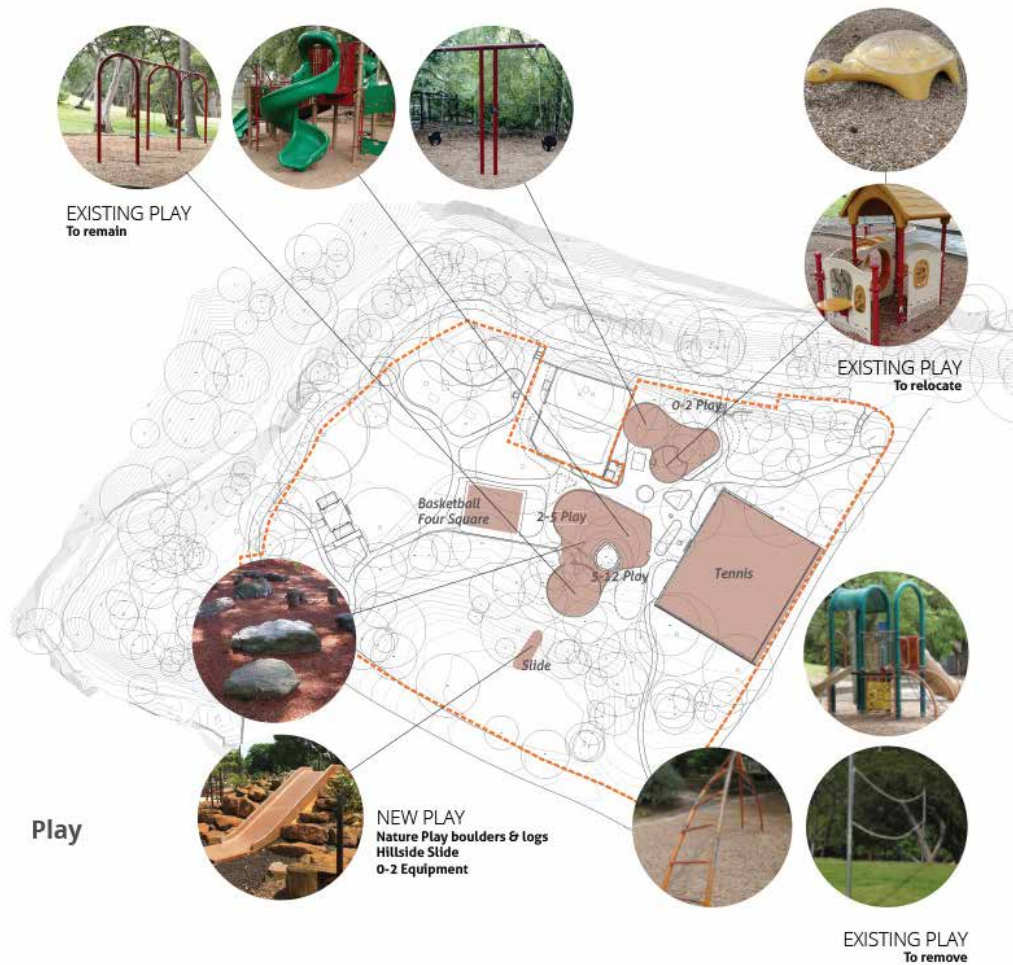 EXISTING PLAY
To remain
EXISTING PLAY
To relocate
0-2 Play
Basketball
Four Square
2-5 Play
5-12 Play
Tennis
Slide
Play
NEW PLAY
Nature Play boulders & logs
Hillside Slide
0-2 Equipment
EXISTING PLAY
To remove